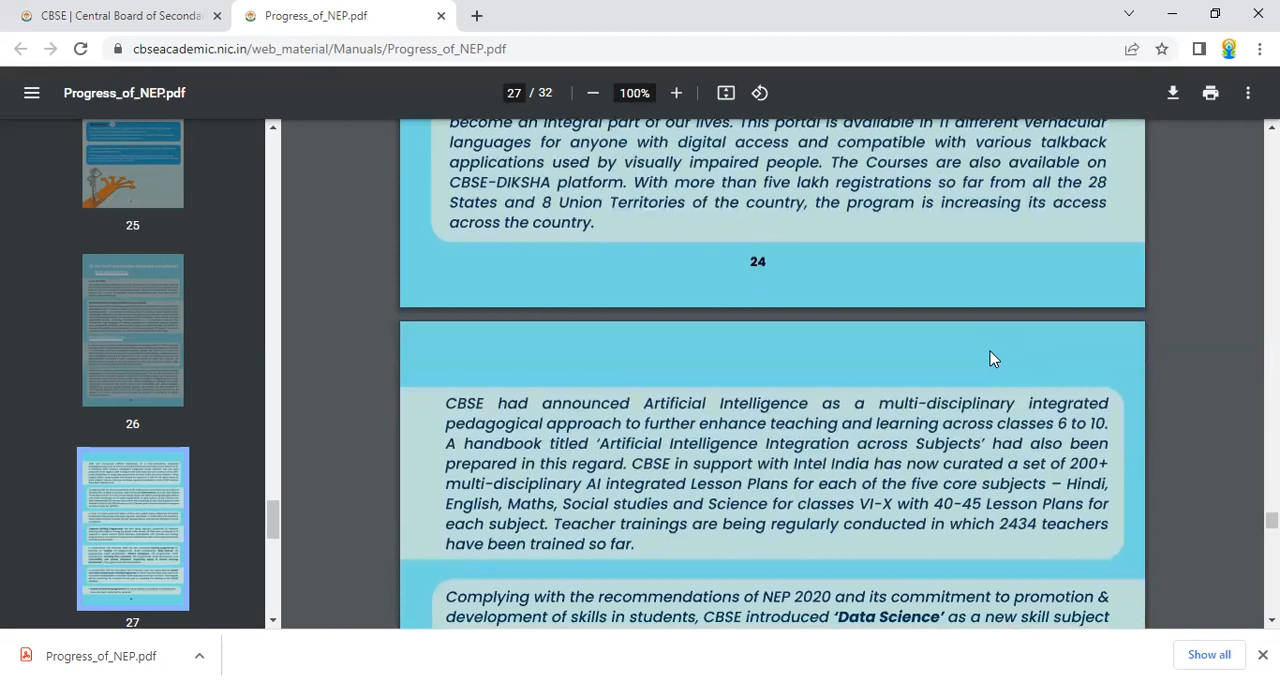 CBSE | Central Board of Seconda
Progress_of_NEP.pdf
cbseacademic.nic.in/web_material/Manuals/Progress_of_NEP.pdf
Progress_of_NEP.pdf
27 / 32
100%
25
26
27
become an integral part of our lives. This portal is available in 11 different vernacular
languages for anyone with digital access and compatible with various talkback
applications used by visually impaired people. The Courses are also available on
CBSE-DIKSHA platform. With more than five lakh registrations so far from all the 28
States and 8 Union Territories of the country, the program is increasing its access
across the country.
24
CBSE had announced Artificial Intelligence as a multi-disciplinary integrated
pedagogical approach to further enhance teaching and learning across classes 6 to 10.
A handbook titled ‘Artificial Intelligence Integration across Subjects’ had also been
prepared in this regard. CBSE in support with Intel India has now curated a set of 200+
multi-disciplinary AI integrated Lesson Plans for each of the five core subjects – Hindi,
English, Maths, Social studies and Science for classes VI-X with 40-45 Lesson Plans for
each subject. Teacher trainings are being regularly conducted in which 2434 teachers
have been trained so far.
Complying with the recommendations of NEP 2020 and its commitment to promotion &
development of skills in students, CBSE introduced ‘Data Science’ as a new skill subject
Progress_of_NEP.pdf
Show all